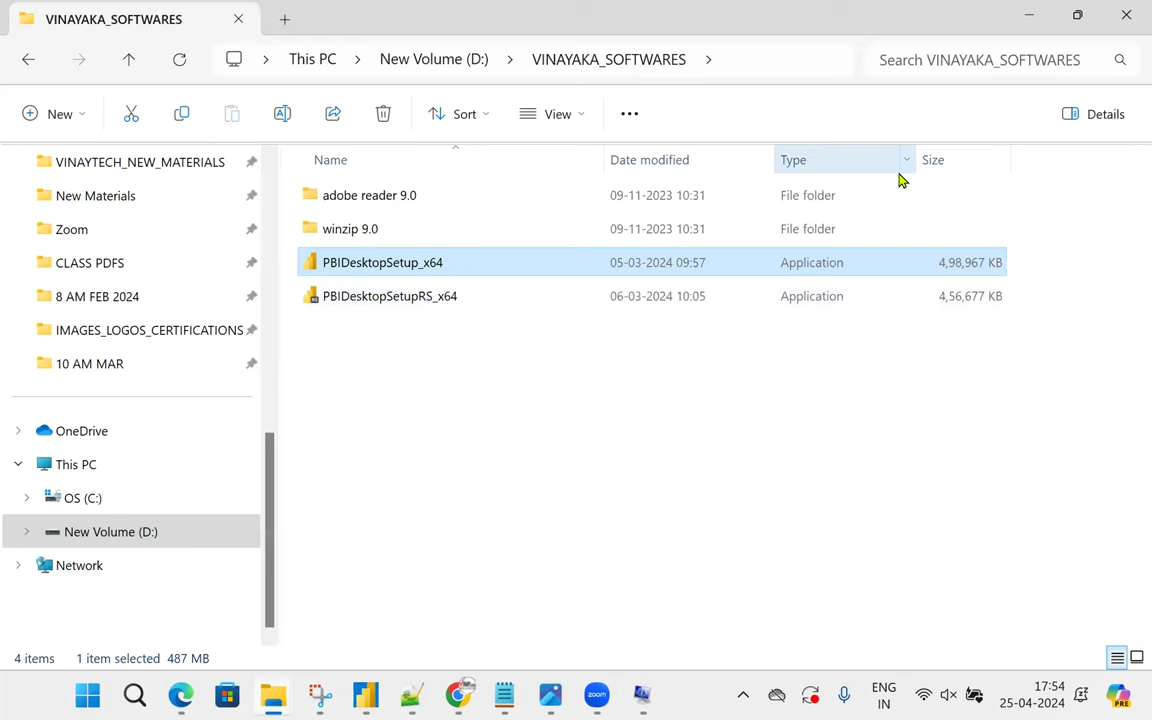 VINAYAKA_SOFTWARES
This PC
New Volume (D:)
VINAYAKA_SOFTWARES
Search VINAYAKA_SOFTWARES
New
Sort
View
Details
VINAYTECH_NEW_MATERIALS
New Materials
Zoom
CLASS PDFS
8 AM FEB 2024
IMAGES_LOGOS_CERTIFICATIONS
10 AM MAR
OneDrive
This PC
OS (C:)
New Volume (D:)
Network
Name Date modified Type Size
adobe reader 9.0 09-11-2023 10:31 File folder
winzip 9.0 09-11-2023 10:31 File folder
PBIDesktopSetup_x64 05-03-2024 09:57 Application 4,98,967 KB
PBIDesktopSetupRS_x64 06-03-2024 10:05 Application 4,56,677 KB
4 items 1 item selected 487 MB
zoom
ENG
IN
17:54
25-04-2024
PRE